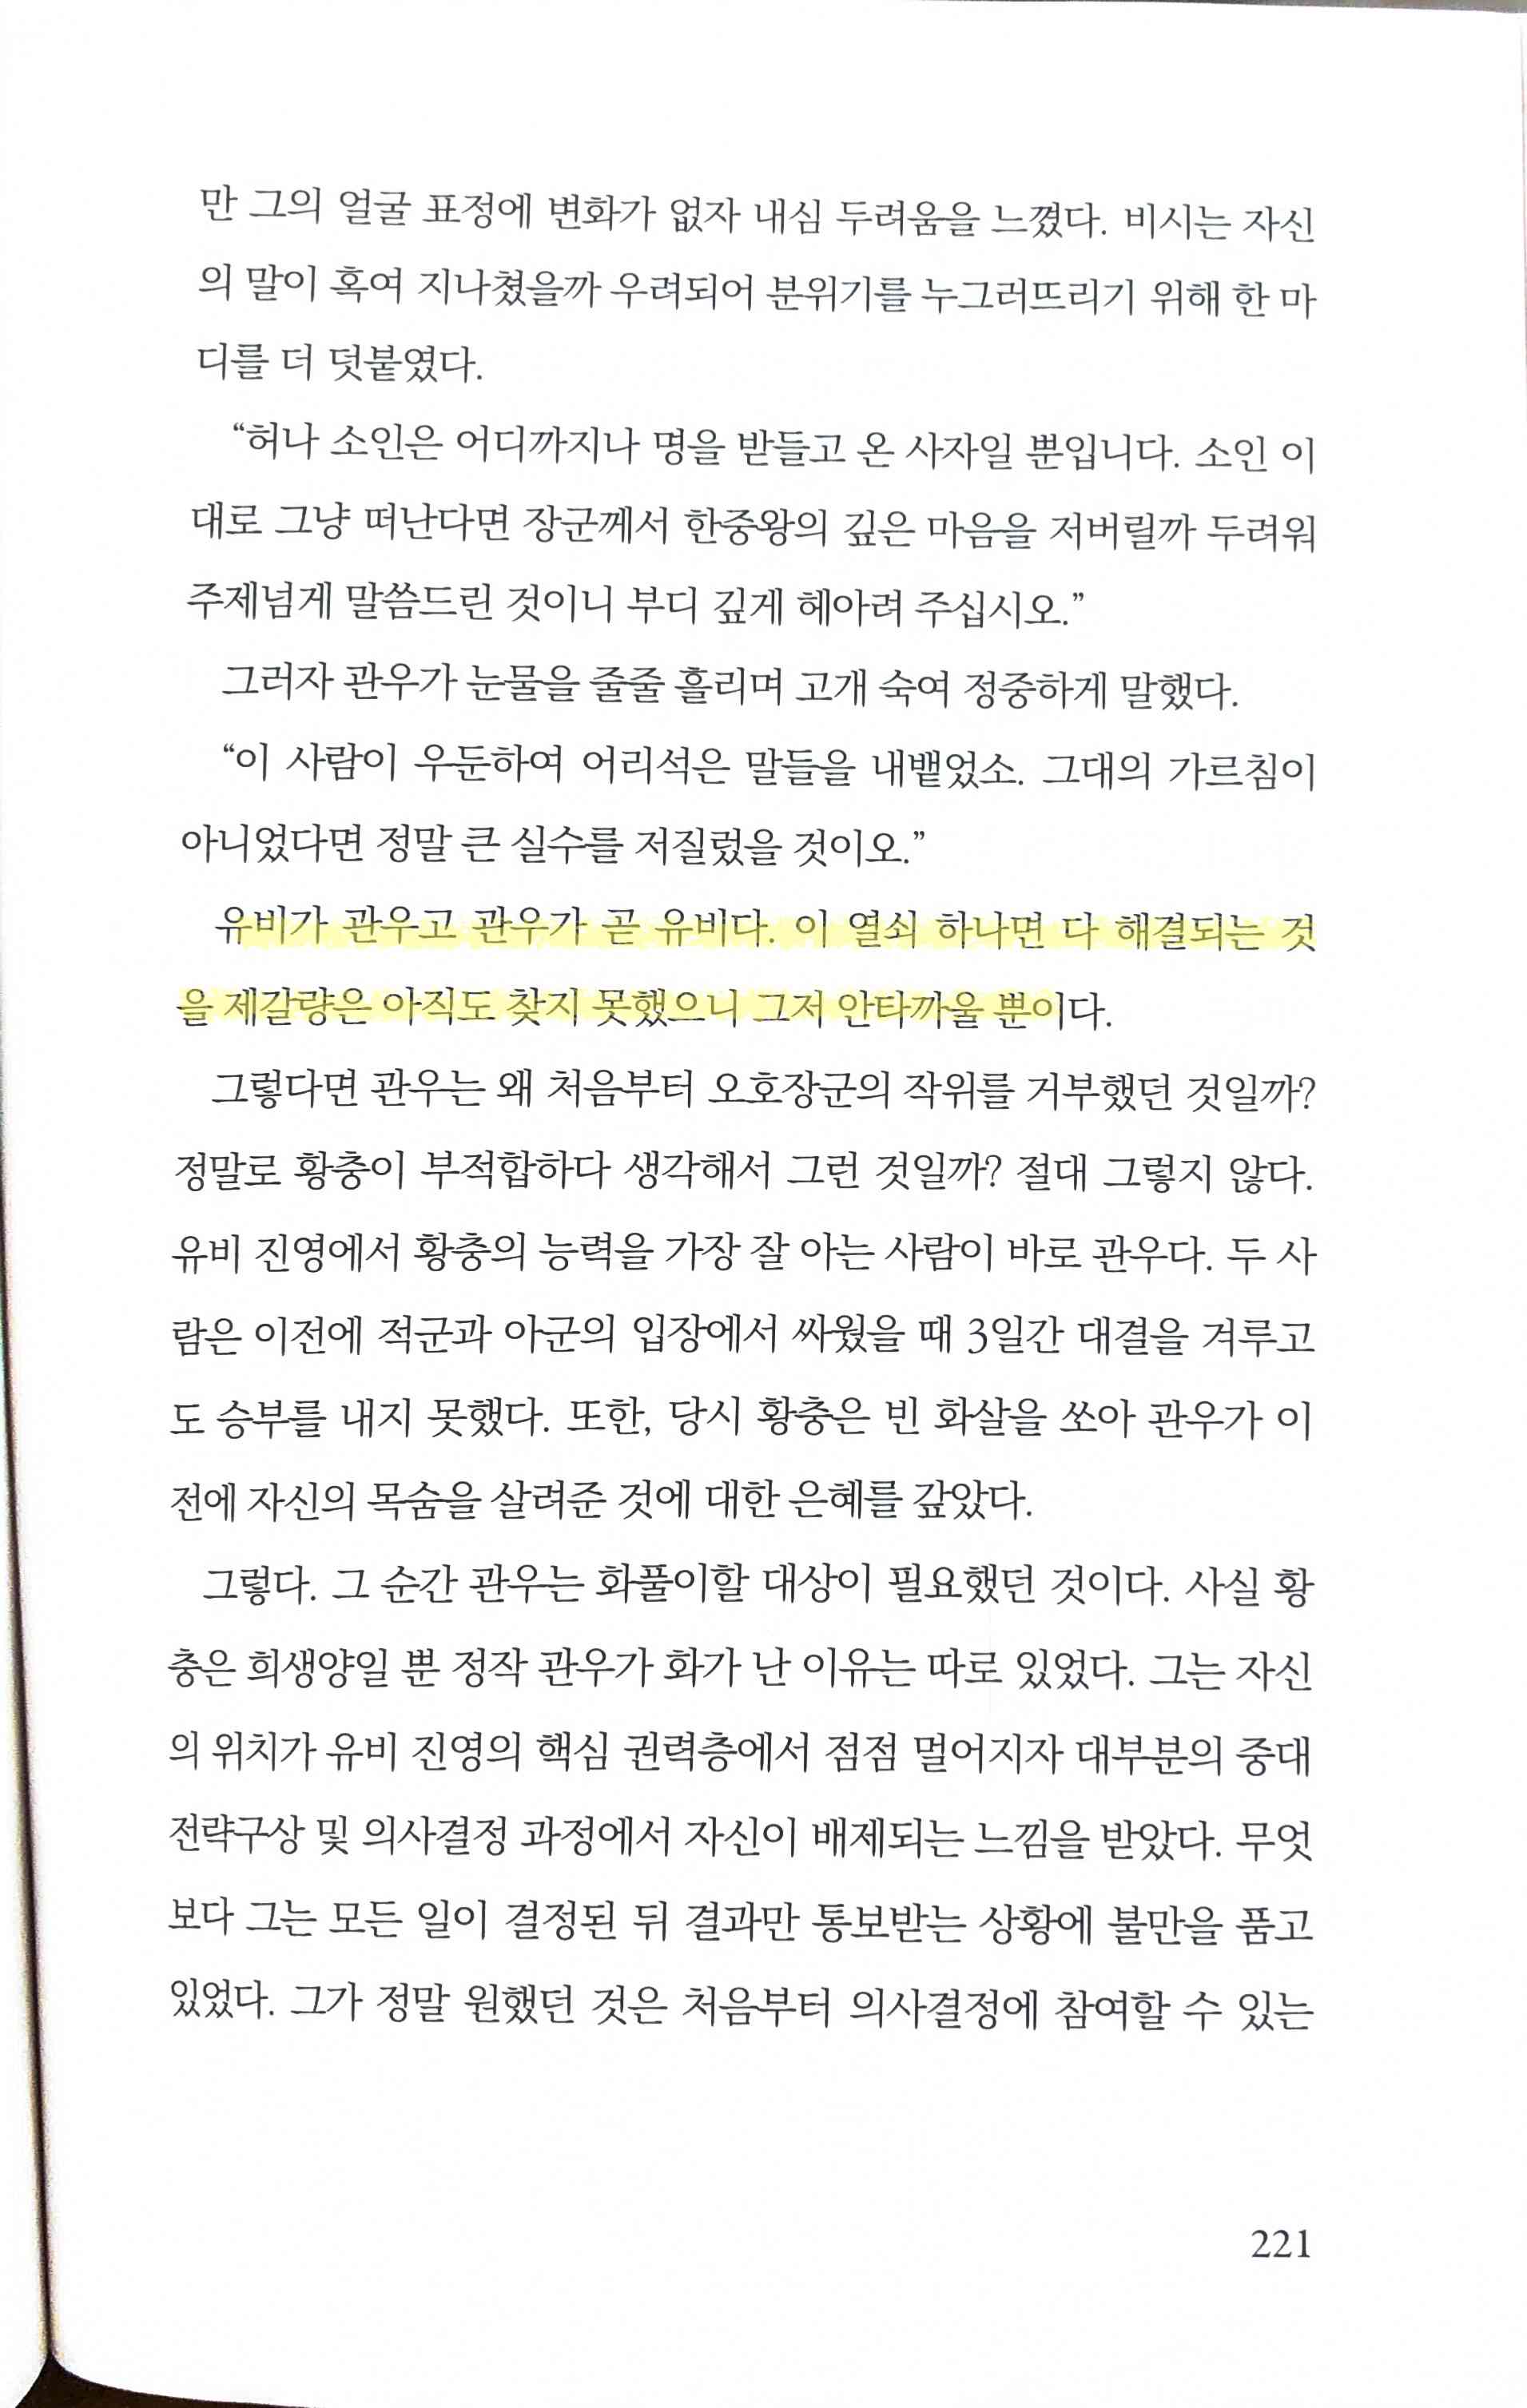 만 그의 얼굴 표정에 변화가 없자 내심 두려움을 느꼈다. 비시는 자신
의 말이 혹여 지나쳤을까 우려되어 분위기를 누그러뜨리기 위해 한 마
디를 더 덧붙였다.
“허나 소인은 어디까지나 명을 받들고 온 사자일 뿐입니다. 소인 이
대로 그냥 떠난다면 장군께서 한중왕의 깊은 마음을 저버릴까 두려워
주제넘게 말씀드린 것이니 부디 깊게 헤아려 주십시오.”
그러자 관우가 눈물을 줄줄 흘리며 고개 숙여 정중하게 말했다.
“이 사람이 우둔하여 어리석은 말들을 내뱉었소. 그대의 가르침이
아니었다면 정말 큰 실수를 저질렀을 것이오.”
유비가 관우고 관우가 곧 유비다. 이 열쇠 하나면 다 해결되는 것
을 제갈량은 아직도 찾지 못했으니 그저 안타까울 뿐이다.
그렇다면 관우는 왜 처음부터 오호장군의 작위를 거부했던 것일까?
정말로 황충이 부적합하다 생각해서 그런 것일까? 절대 그렇지 않다.
유비 진영에서 황충의 능력을 가장 잘 아는 사람이 바로 관우다. 두 사
람은 이전에 적군과 아군의 입장에서 싸웠을 때 3일간 대결을 겨루고
도 승부를 내지 못했다. 또한, 당시 황충은 빈 화살을 쏘아 관우가 이
전에 자신의 목숨을 살려준 것에 대한 은혜를 갚았다.
그렇다. 그 순간 관우는 화풀이할 대상이 필요했던 것이다. 사실 황
충은 희생양일 뿐 정작 관우가 화가 난 이유는 따로 있었다. 그는 자신
의 위치가 유비 진영의 핵심 권력층에서 점점 멀어지자 대부분의 중대
전략구상 및 의사결정 과정에서 자신이 배제되는 느낌을 받았다. 무엇
보다 그는 모든 일이 결정된 뒤 결과만 통보받는 상황에 불만을 품고
있었다. 그가 정말 원했던 것은 처음부터 의사결정에 참여할 수 있는
221